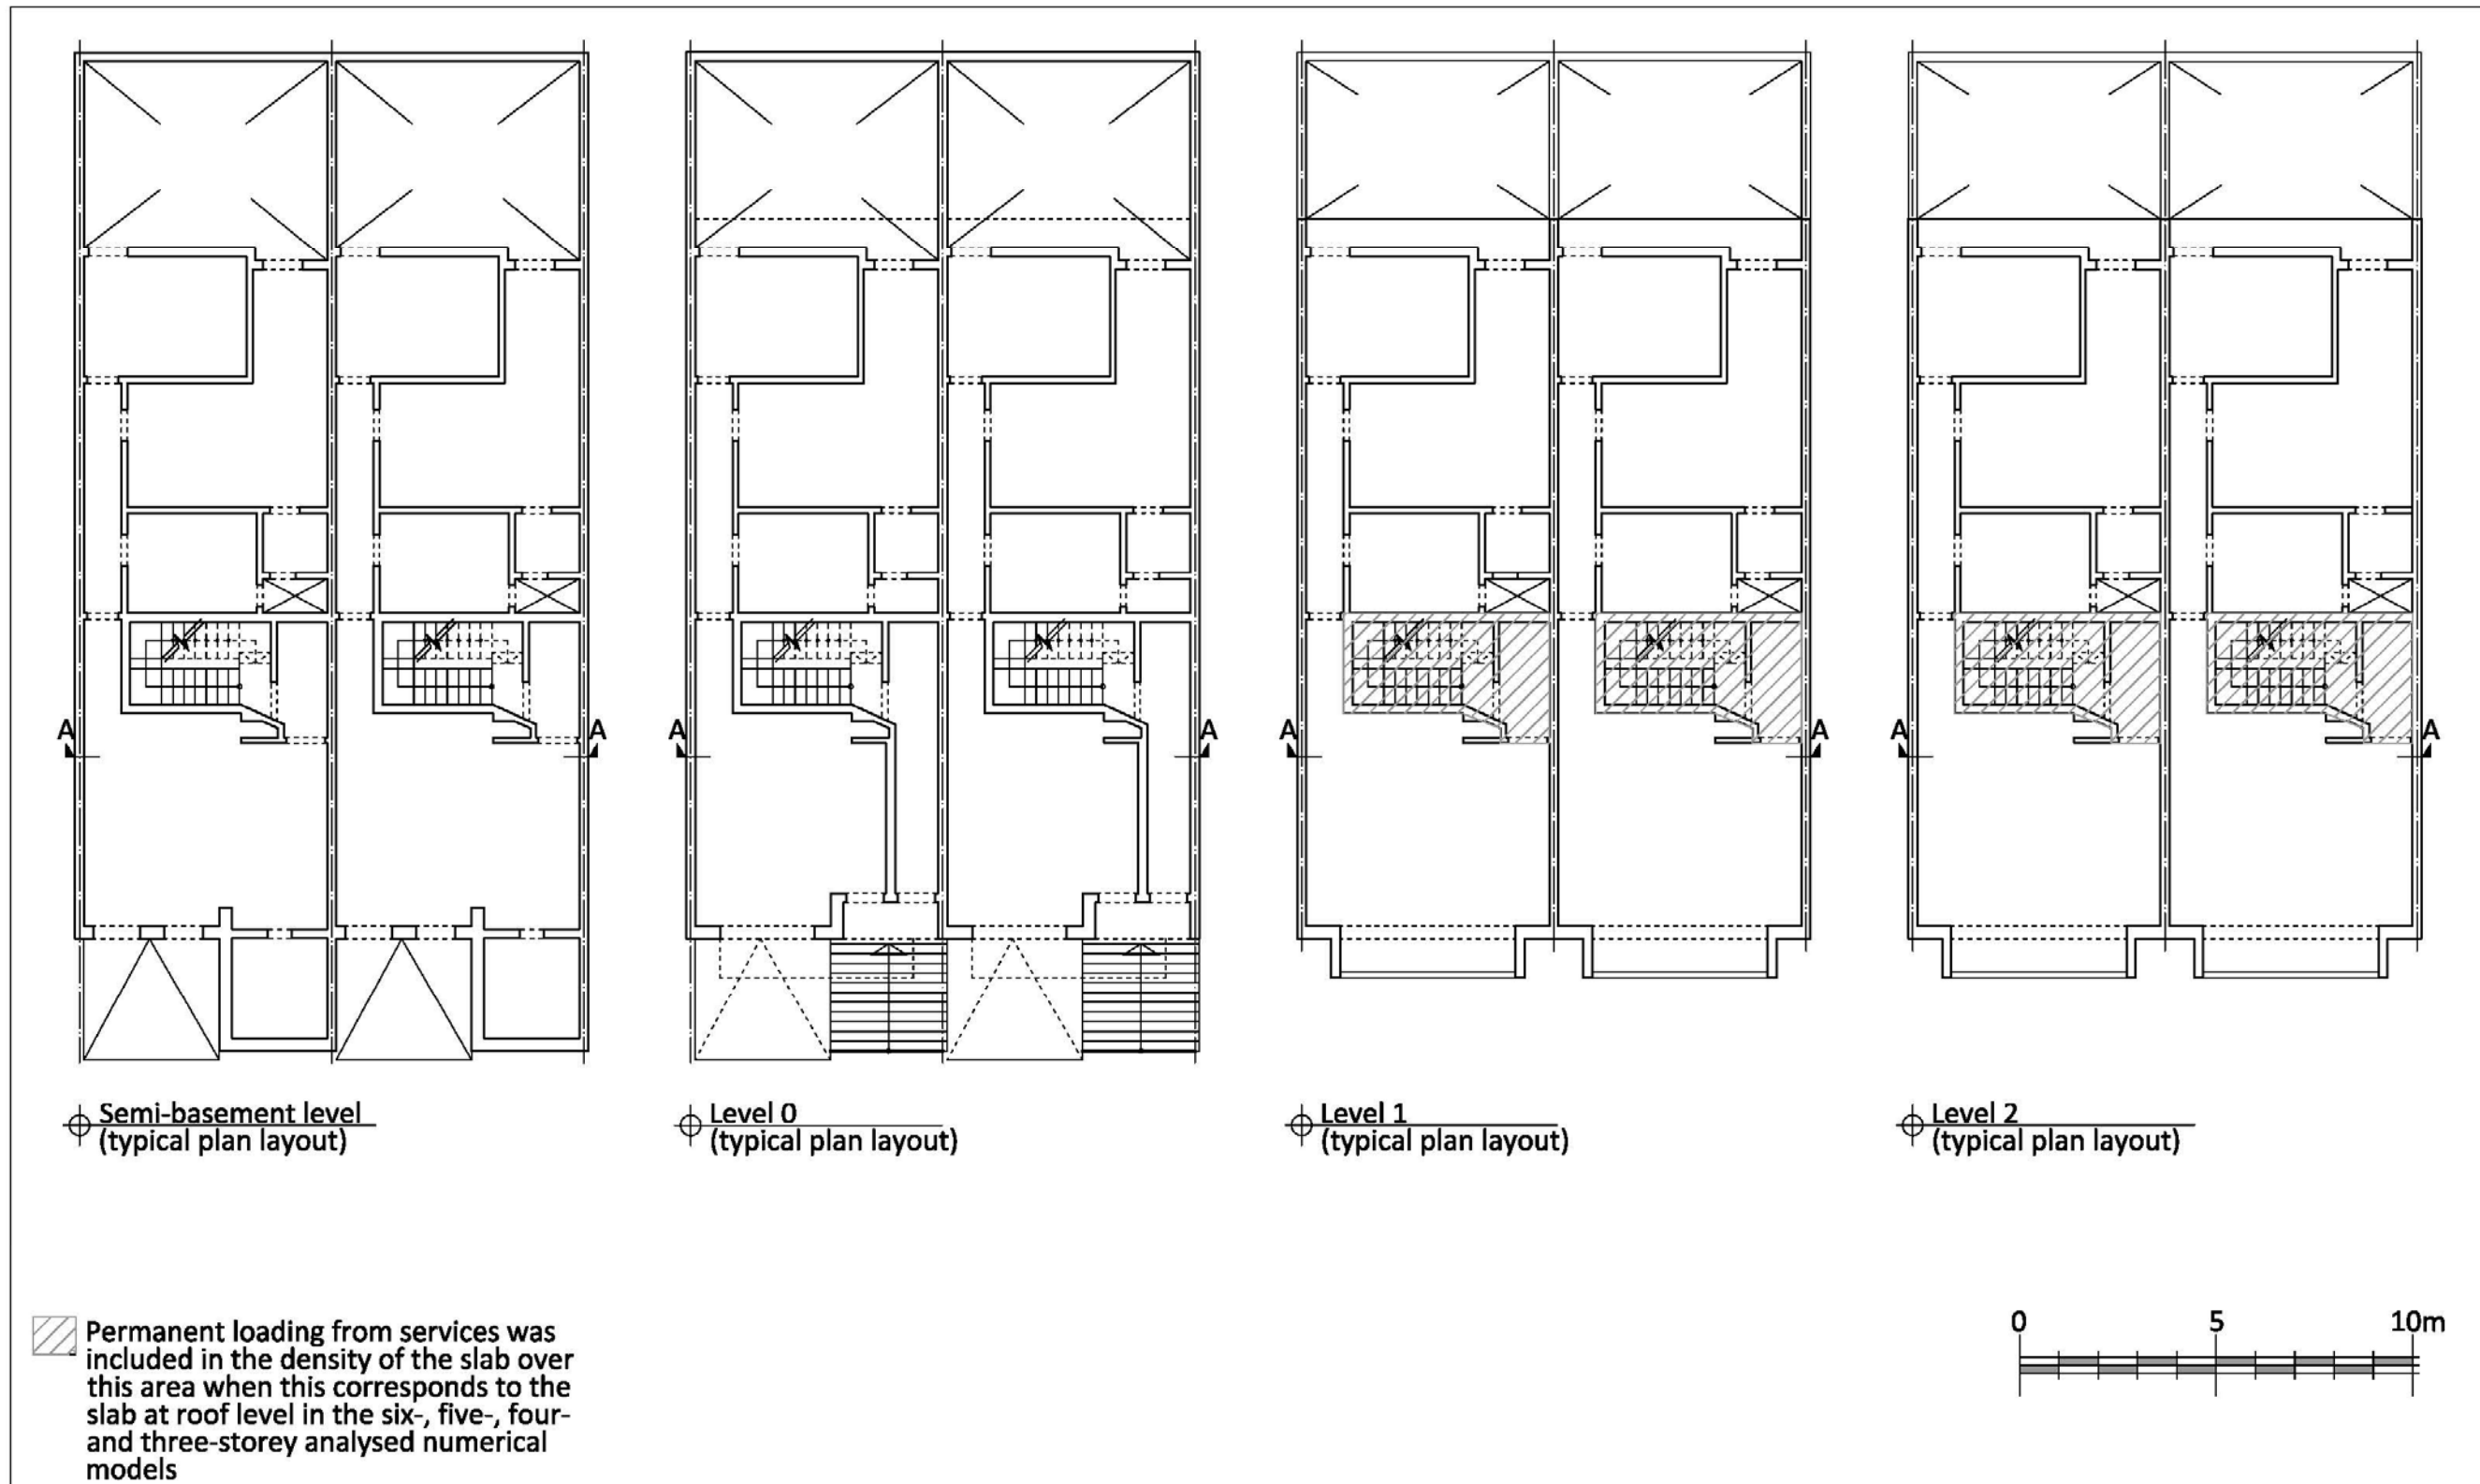 A A A A A A A A
Semi-basement level
(typical plan layout)
Level 0
(typical plan layout)
Level 1
(typical plan layout)
Level 2
(typical plan layout)
Permanent loading from services was
included in the density of the slab over
this area when this corresponds to the
slab at roof level in the six-, five-, four-
and three-storey analysed numerical
models
0 5 10m